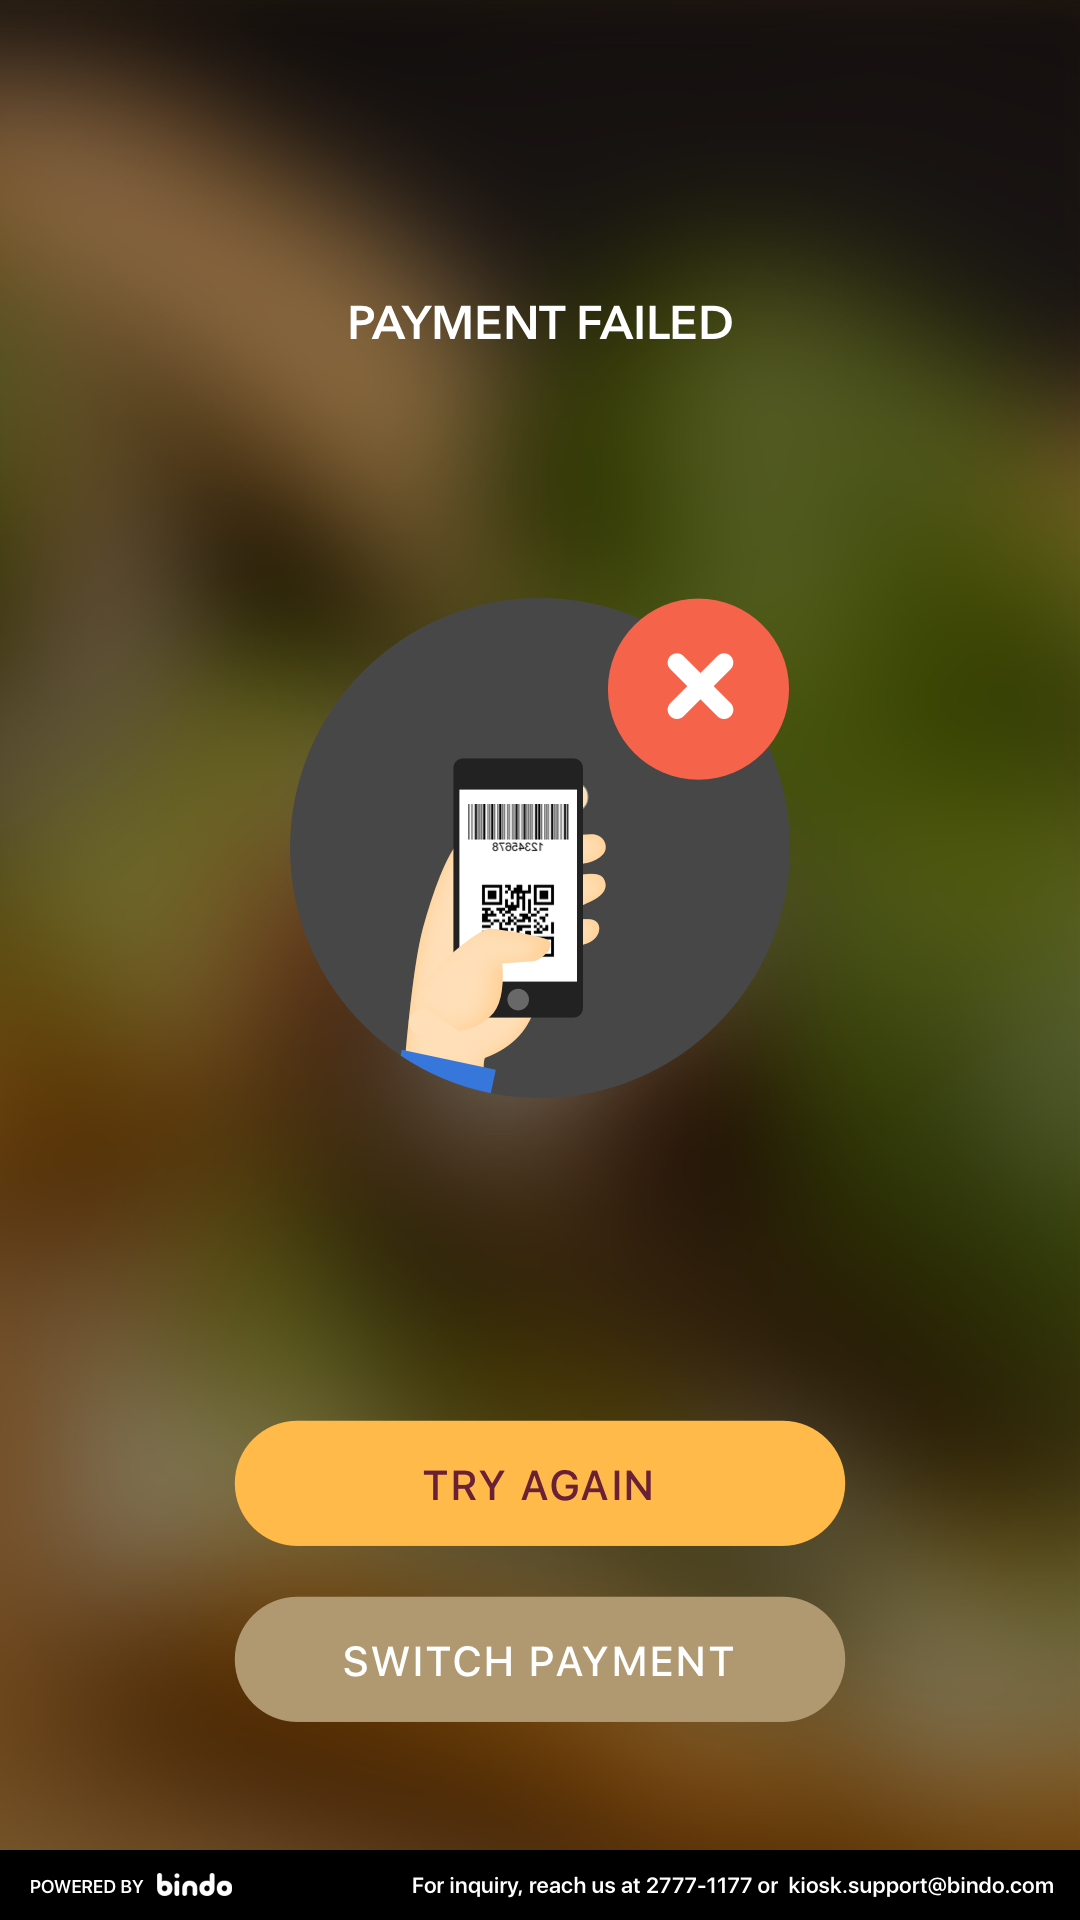 PAYMENT FAILED
12345678
TRY AGAIN
SWITCH PAYMENT
POWERED BY bindo
For inquiry, reach us at 2777-1177 or kiosk.support@bindo.com